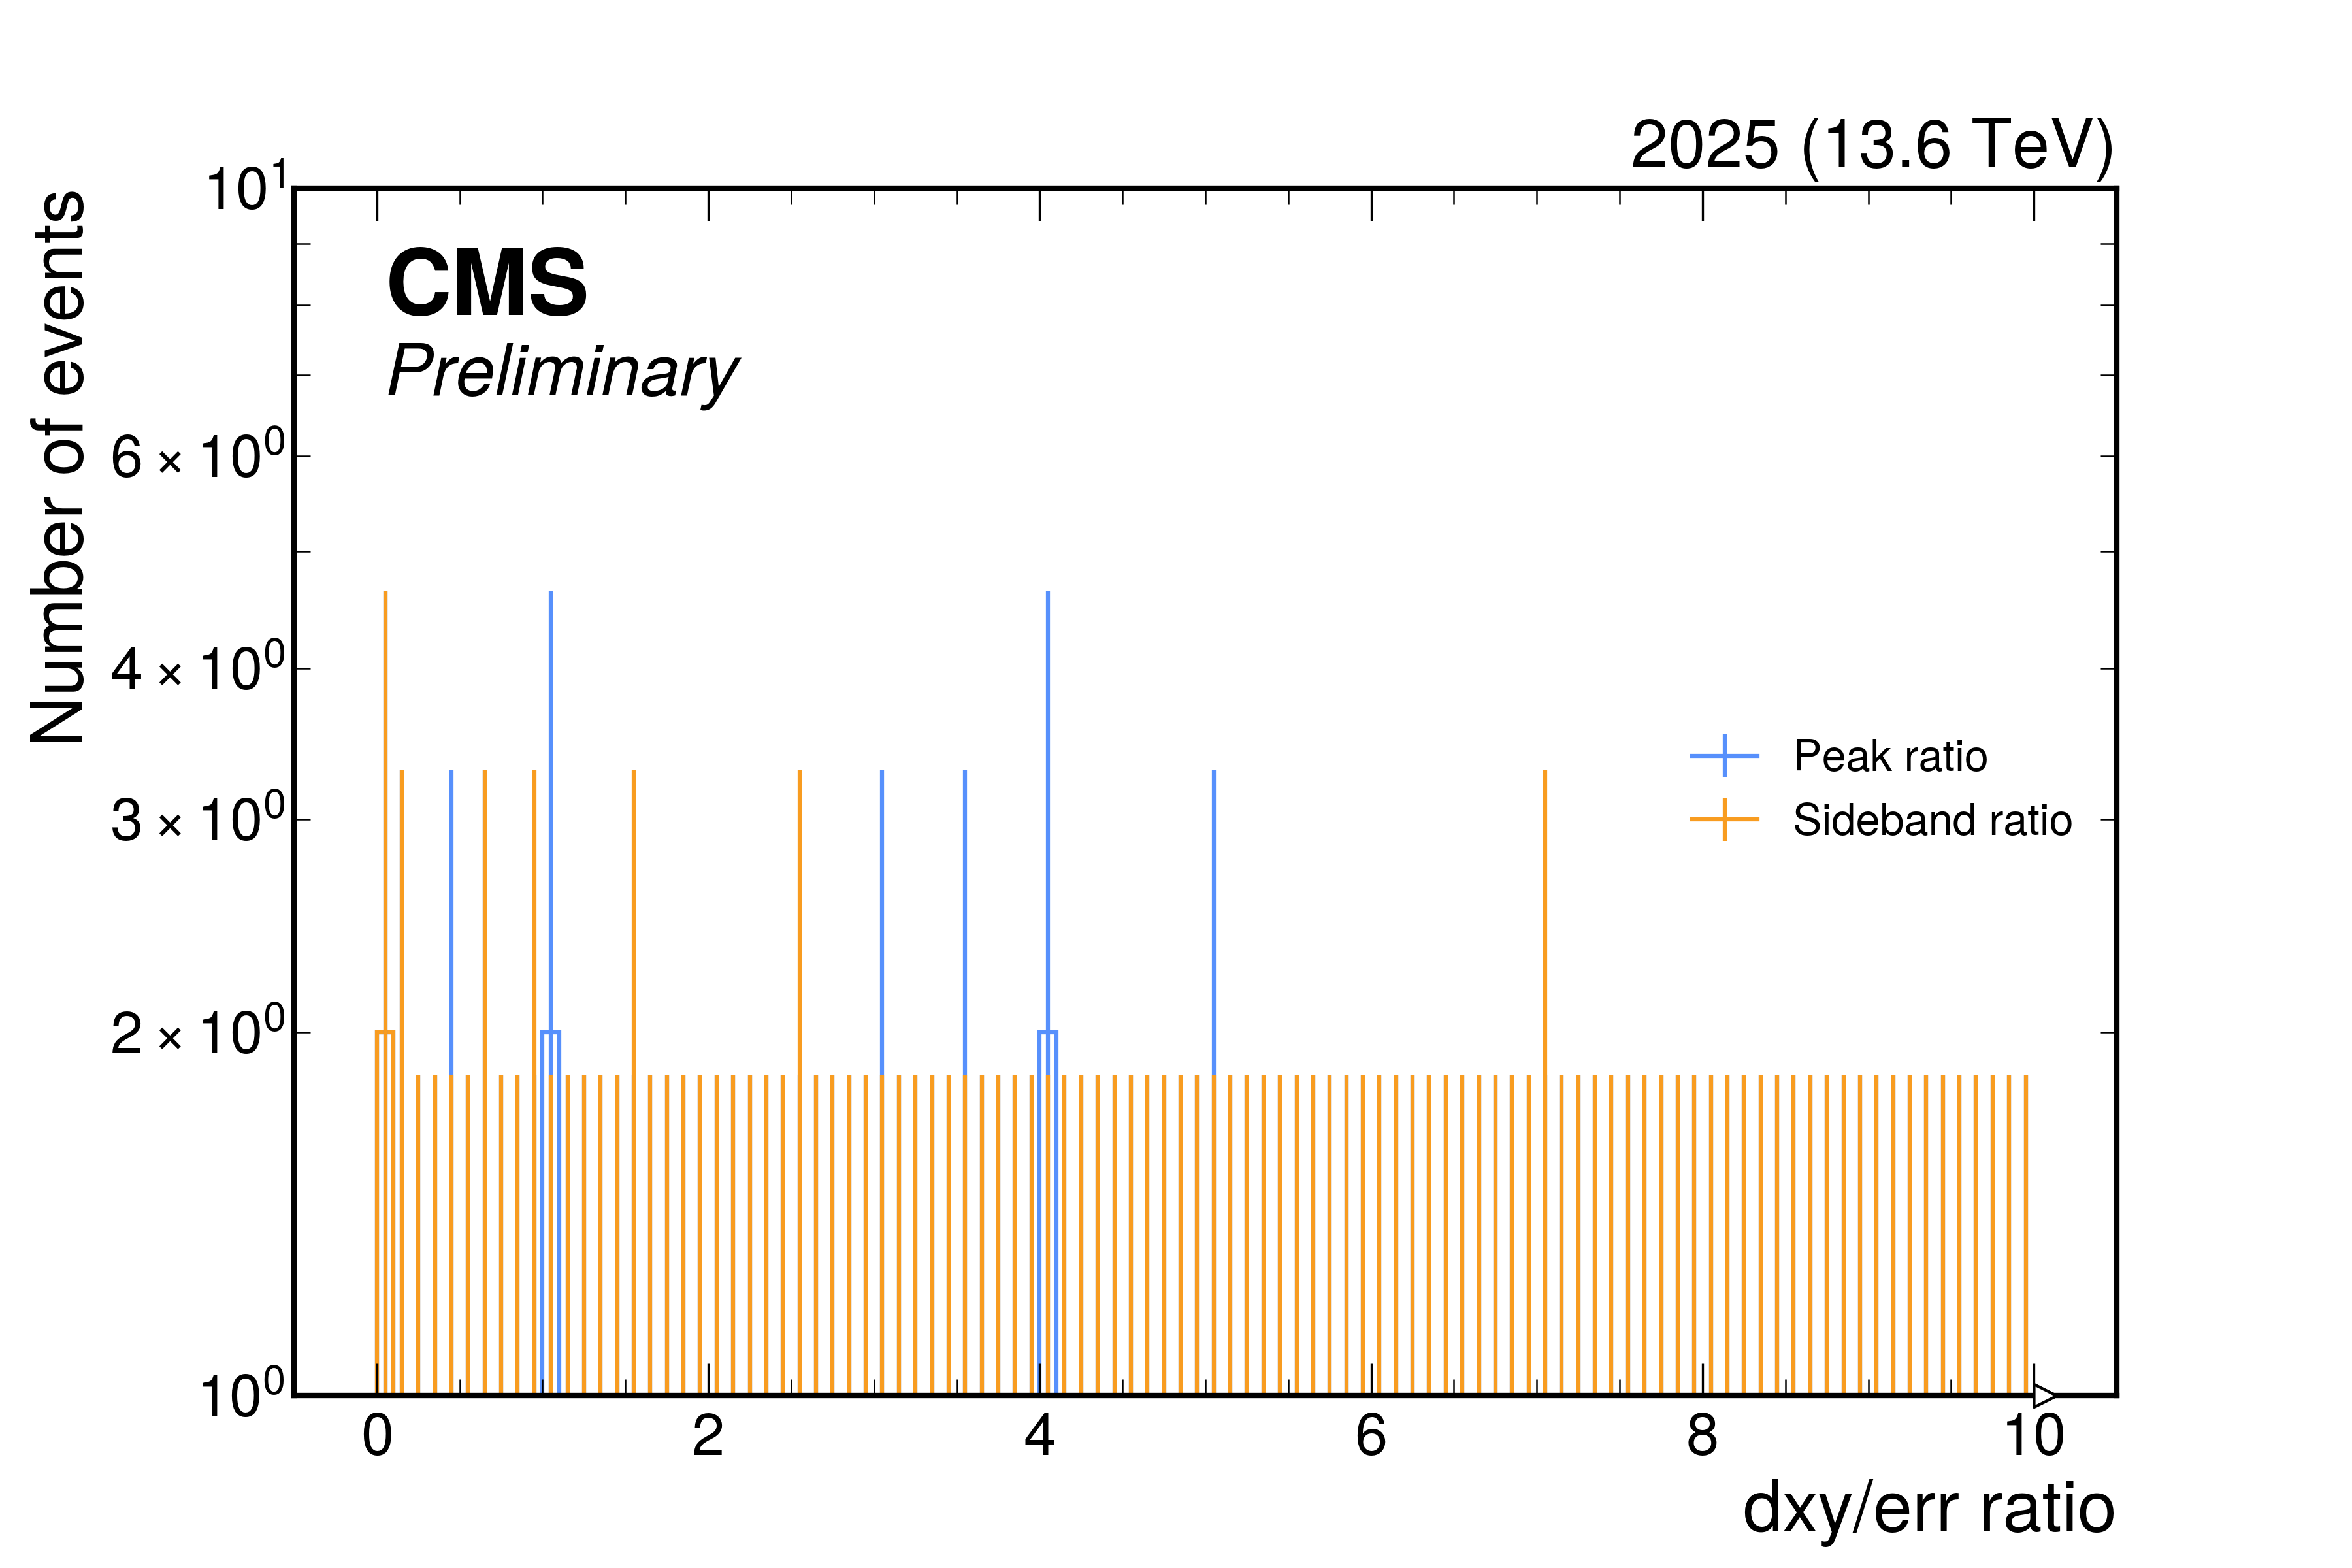 2025 (13.6 TeV)
CMS
Preliminary
Number of events
10¹
6 × 10⁰
4 × 10⁰
3 × 10⁰
2 × 10⁰
10⁰
Peak ratio
Sideband ratio
0 2 4 6 8 10
dxy/err ratio